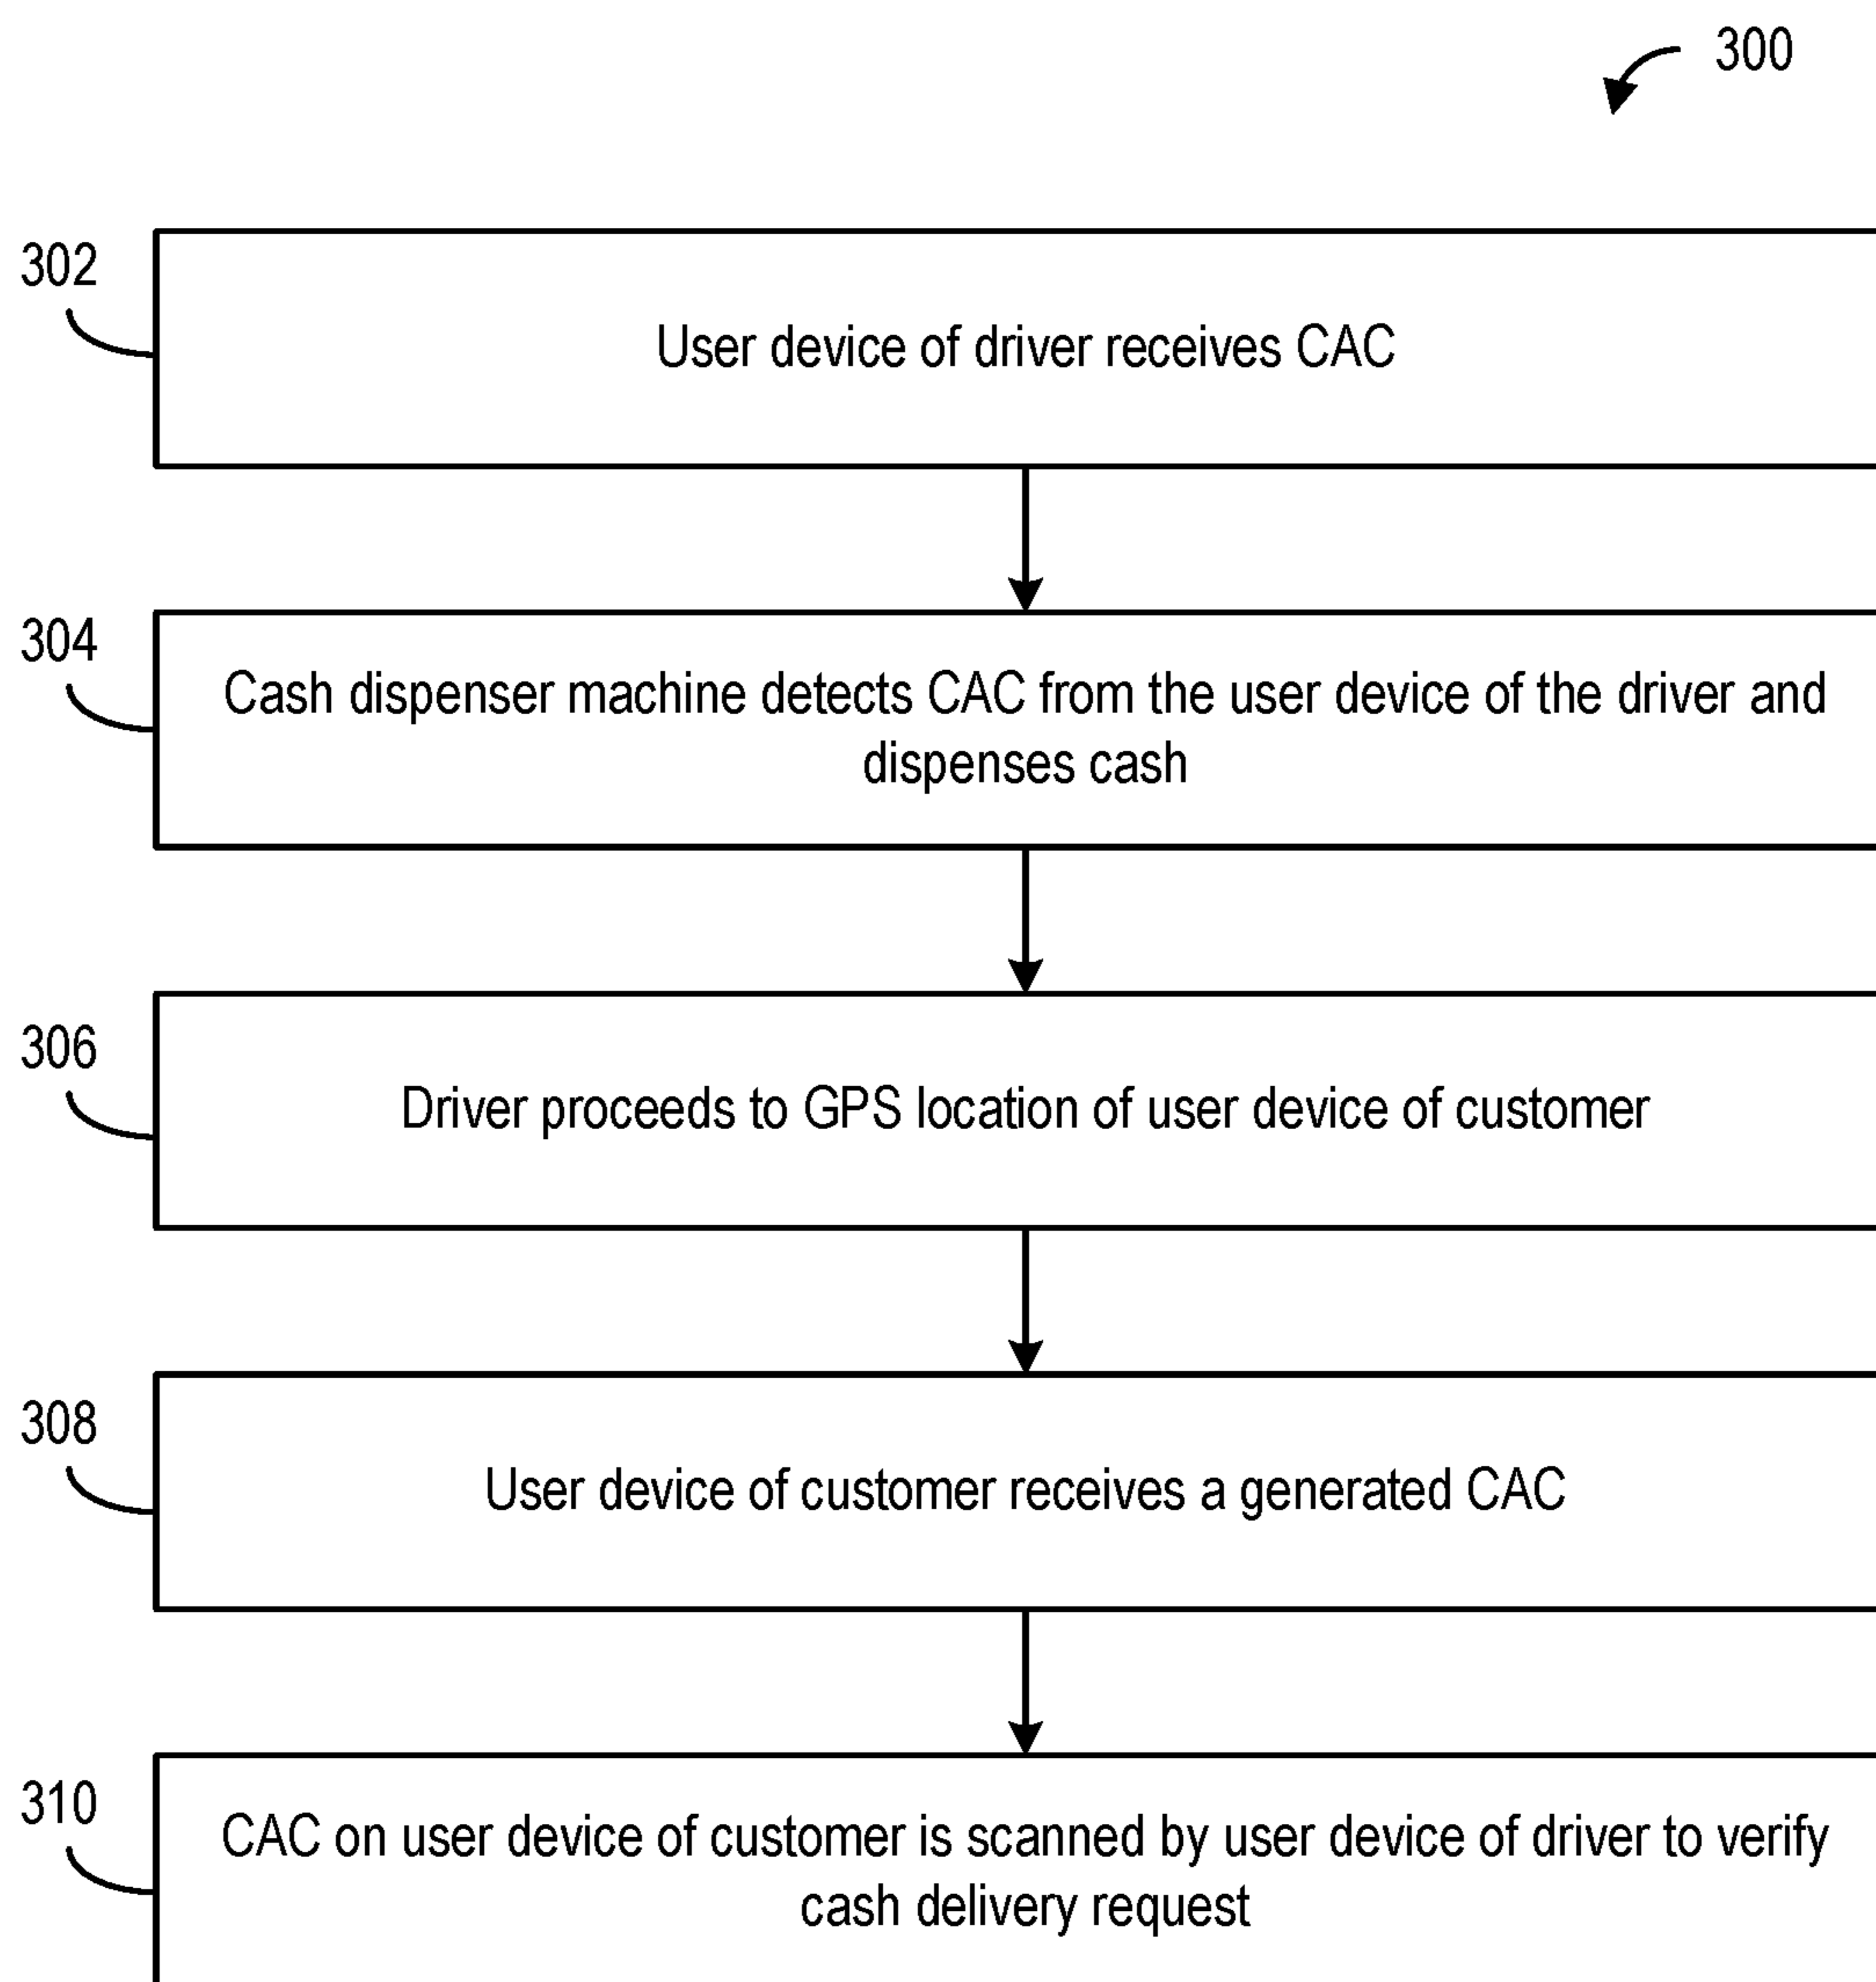 300
302
User device of driver receives CAC
304
Cash dispenser machine detects CAC from the user device of the driver and
dispenses cash
306
Driver proceeds to GPS location of user device of customer
308
User device of customer receives a generated CAC
310
CAC on user device of customer is scanned by user device of driver to verify
cash delivery request